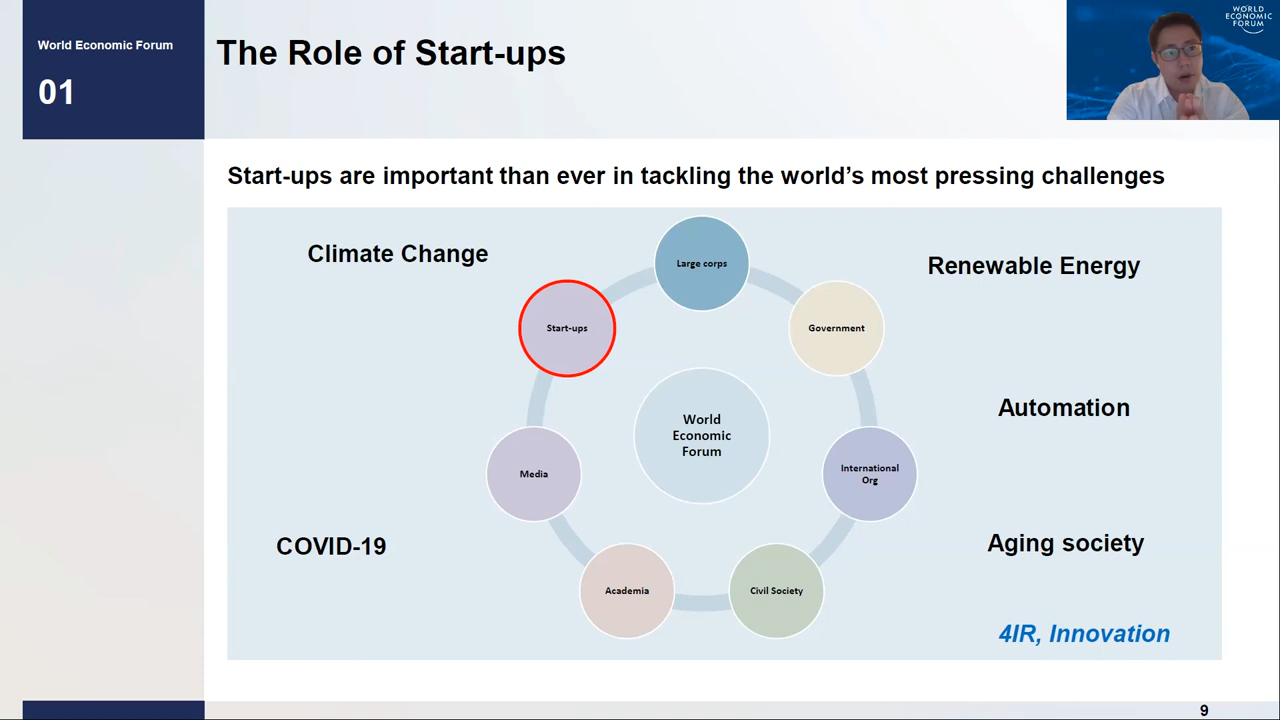 World Economic Forum
01
The Role of Start-ups
WORLD
ECONOMIC
FORUM
Start-ups are important than ever in tackling the world's most pressing challenges
Climate Change
Large corps
Renewable Energy
Start-ups
Government
Automation
World
Economic
Forum
Media
International
Org
COVID-19
Aging society
Academia
Civil Society
4IR, Innovation
9